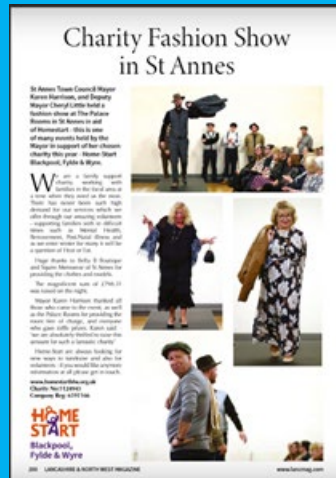 Charity Fashion Show
in St Annes
St Annes Town Council Mayor
Karen Harrison, and Deputy
Mayor Cheryl Little held a
fashion show at The Palace
Rooms in St Annes in aid
of Homestart - this is one
of many events held by the
Mayor in support of her chosen
charity this year - Home-Start
Blackpool, Fylde & Wyre.
We are a family support
charity, working with
families in the local area at
a time when they need us the most.
There has never been such high
demand for our services which we
offer through our amazing volunteers
- supporting families with in difficult
times such as Mental Health,
Bereavement, Post-Natal illness and
as we enter winter for many it will be
a question of Heat or Eat.
Huge thanks to Bella B Boutique
and Squire Menswear of St Annes for
providing the clothes and models.
The magnificent sum of
was raised on the night.
Mayor Karen Harrison thanked all
those who came to the event, as well
as the Palace Rooms for providing the
room free of charge, and everyone
who gave raffle prizes. Karen said -
'we are absolutely thrilled to raise this
amount for such a fantastic charity'
Home-Start are always looking for
new ways to fundraise and also for
volunteers - if you would like any more
information at all please get in touch.
www.homestartbfw.org.uk
Charity No:1124943
Company Reg:
HOME
START
Blackpool,
Fylde & Wyre
200 LANCASHIRE & NORTH WEST MAGAZINE
www.lancmag.com